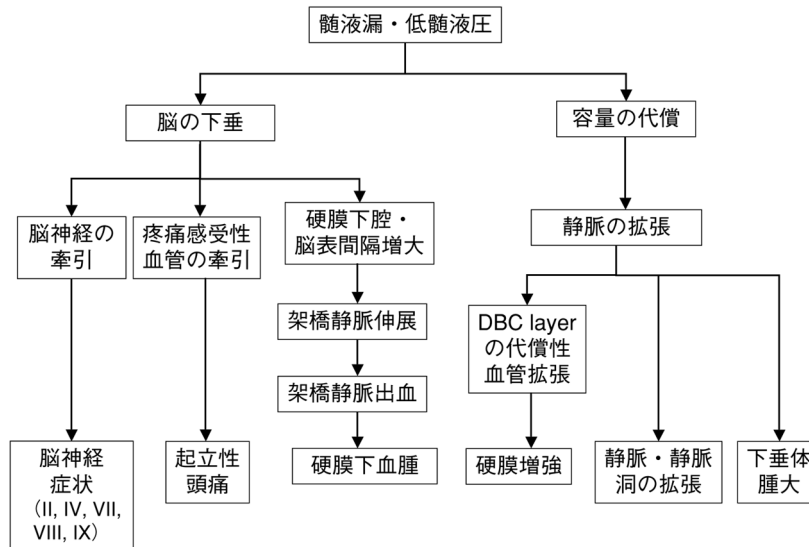 髄液漏・低髄液圧
脳の下垂
容量の代償
脳神経の
牽引
疼痛感受性
血管の牽引
硬膜下腔・
脳表間隔増大
静脈の拡張
架橋静脈伸展
架橋静脈出血
DBC layer
の代償性
血管拡張
脳神経
症状
（II, IV, VII,
VIII, IX）
起立性
頭痛
硬膜下血腫
硬膜増強
静脈・静脈
洞の拡張
下垂体
腫大